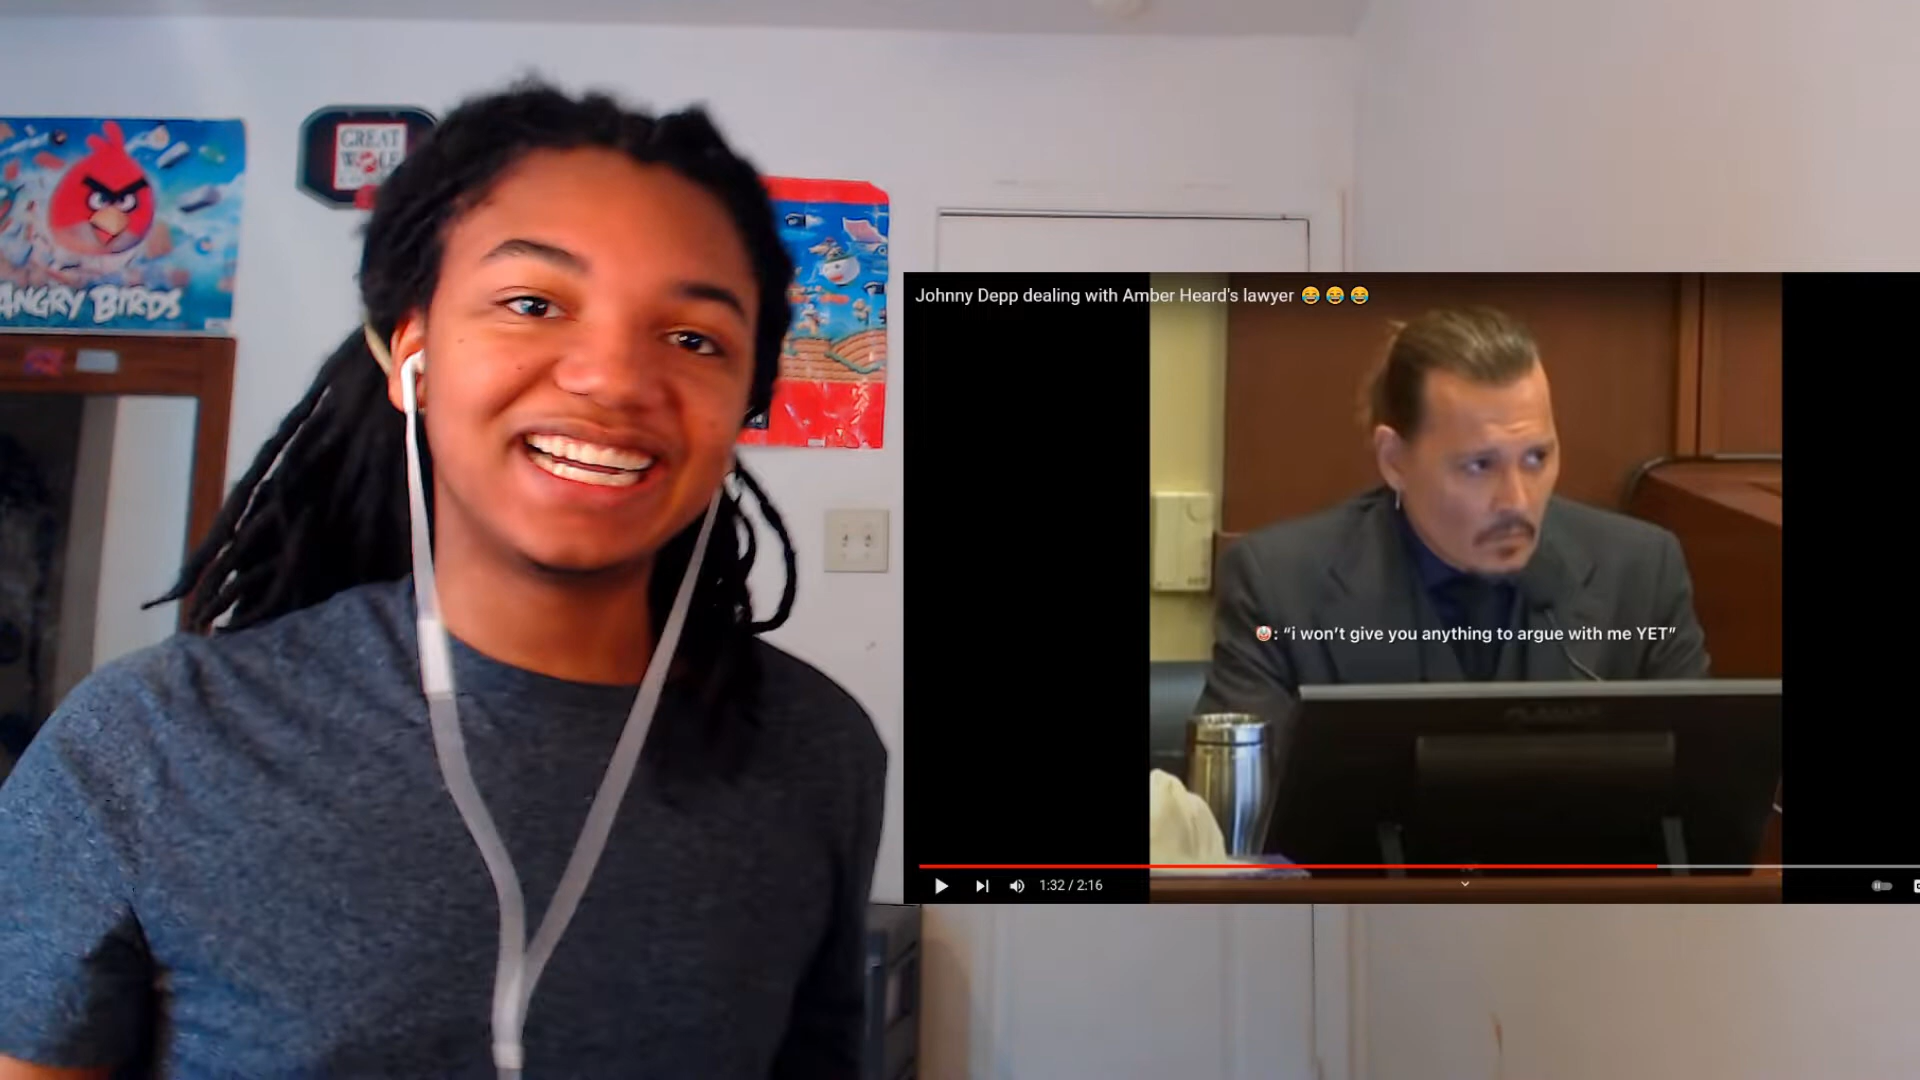 GREAT
WOLF
ANGRY BIRDS
Johnny Depp dealing with Amber Heard's lawyer 😂 😂 😂
🤡: “i won’t give you anything to argue with me YET”
1:32 / 2:16